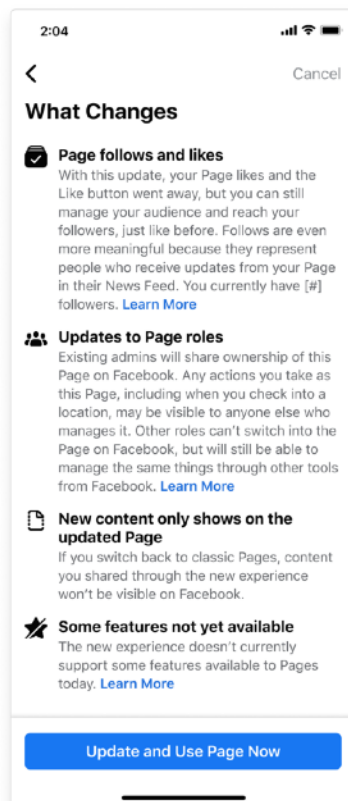 2:04
Cancel
What Changes
Page follows and likes
With this update, your Page likes and the
Like button went away, but you can still
manage your audience and reach your
followers, just like before. Follows are even
more meaningful because they represent
people who receive updates from your Page
in their News Feed. You currently have [#]
followers. Learn More
Updates to Page roles
Existing admins will share ownership of this
Page on Facebook. Any actions you take as
this Page, including when you check into a
location, may be visible to anyone else who
manages it. Other roles can't switch into the
Page on Facebook, but will still be able to
manage the same things through other tools
from Facebook. Learn More
New content only shows on the
updated Page
If you switch back to classic Pages, content
you shared through the new experience
won't be visible on Facebook.
Some features not yet available
The new experience doesn't currently
support some features available to Pages
today. Learn More
Update and Use Page Now